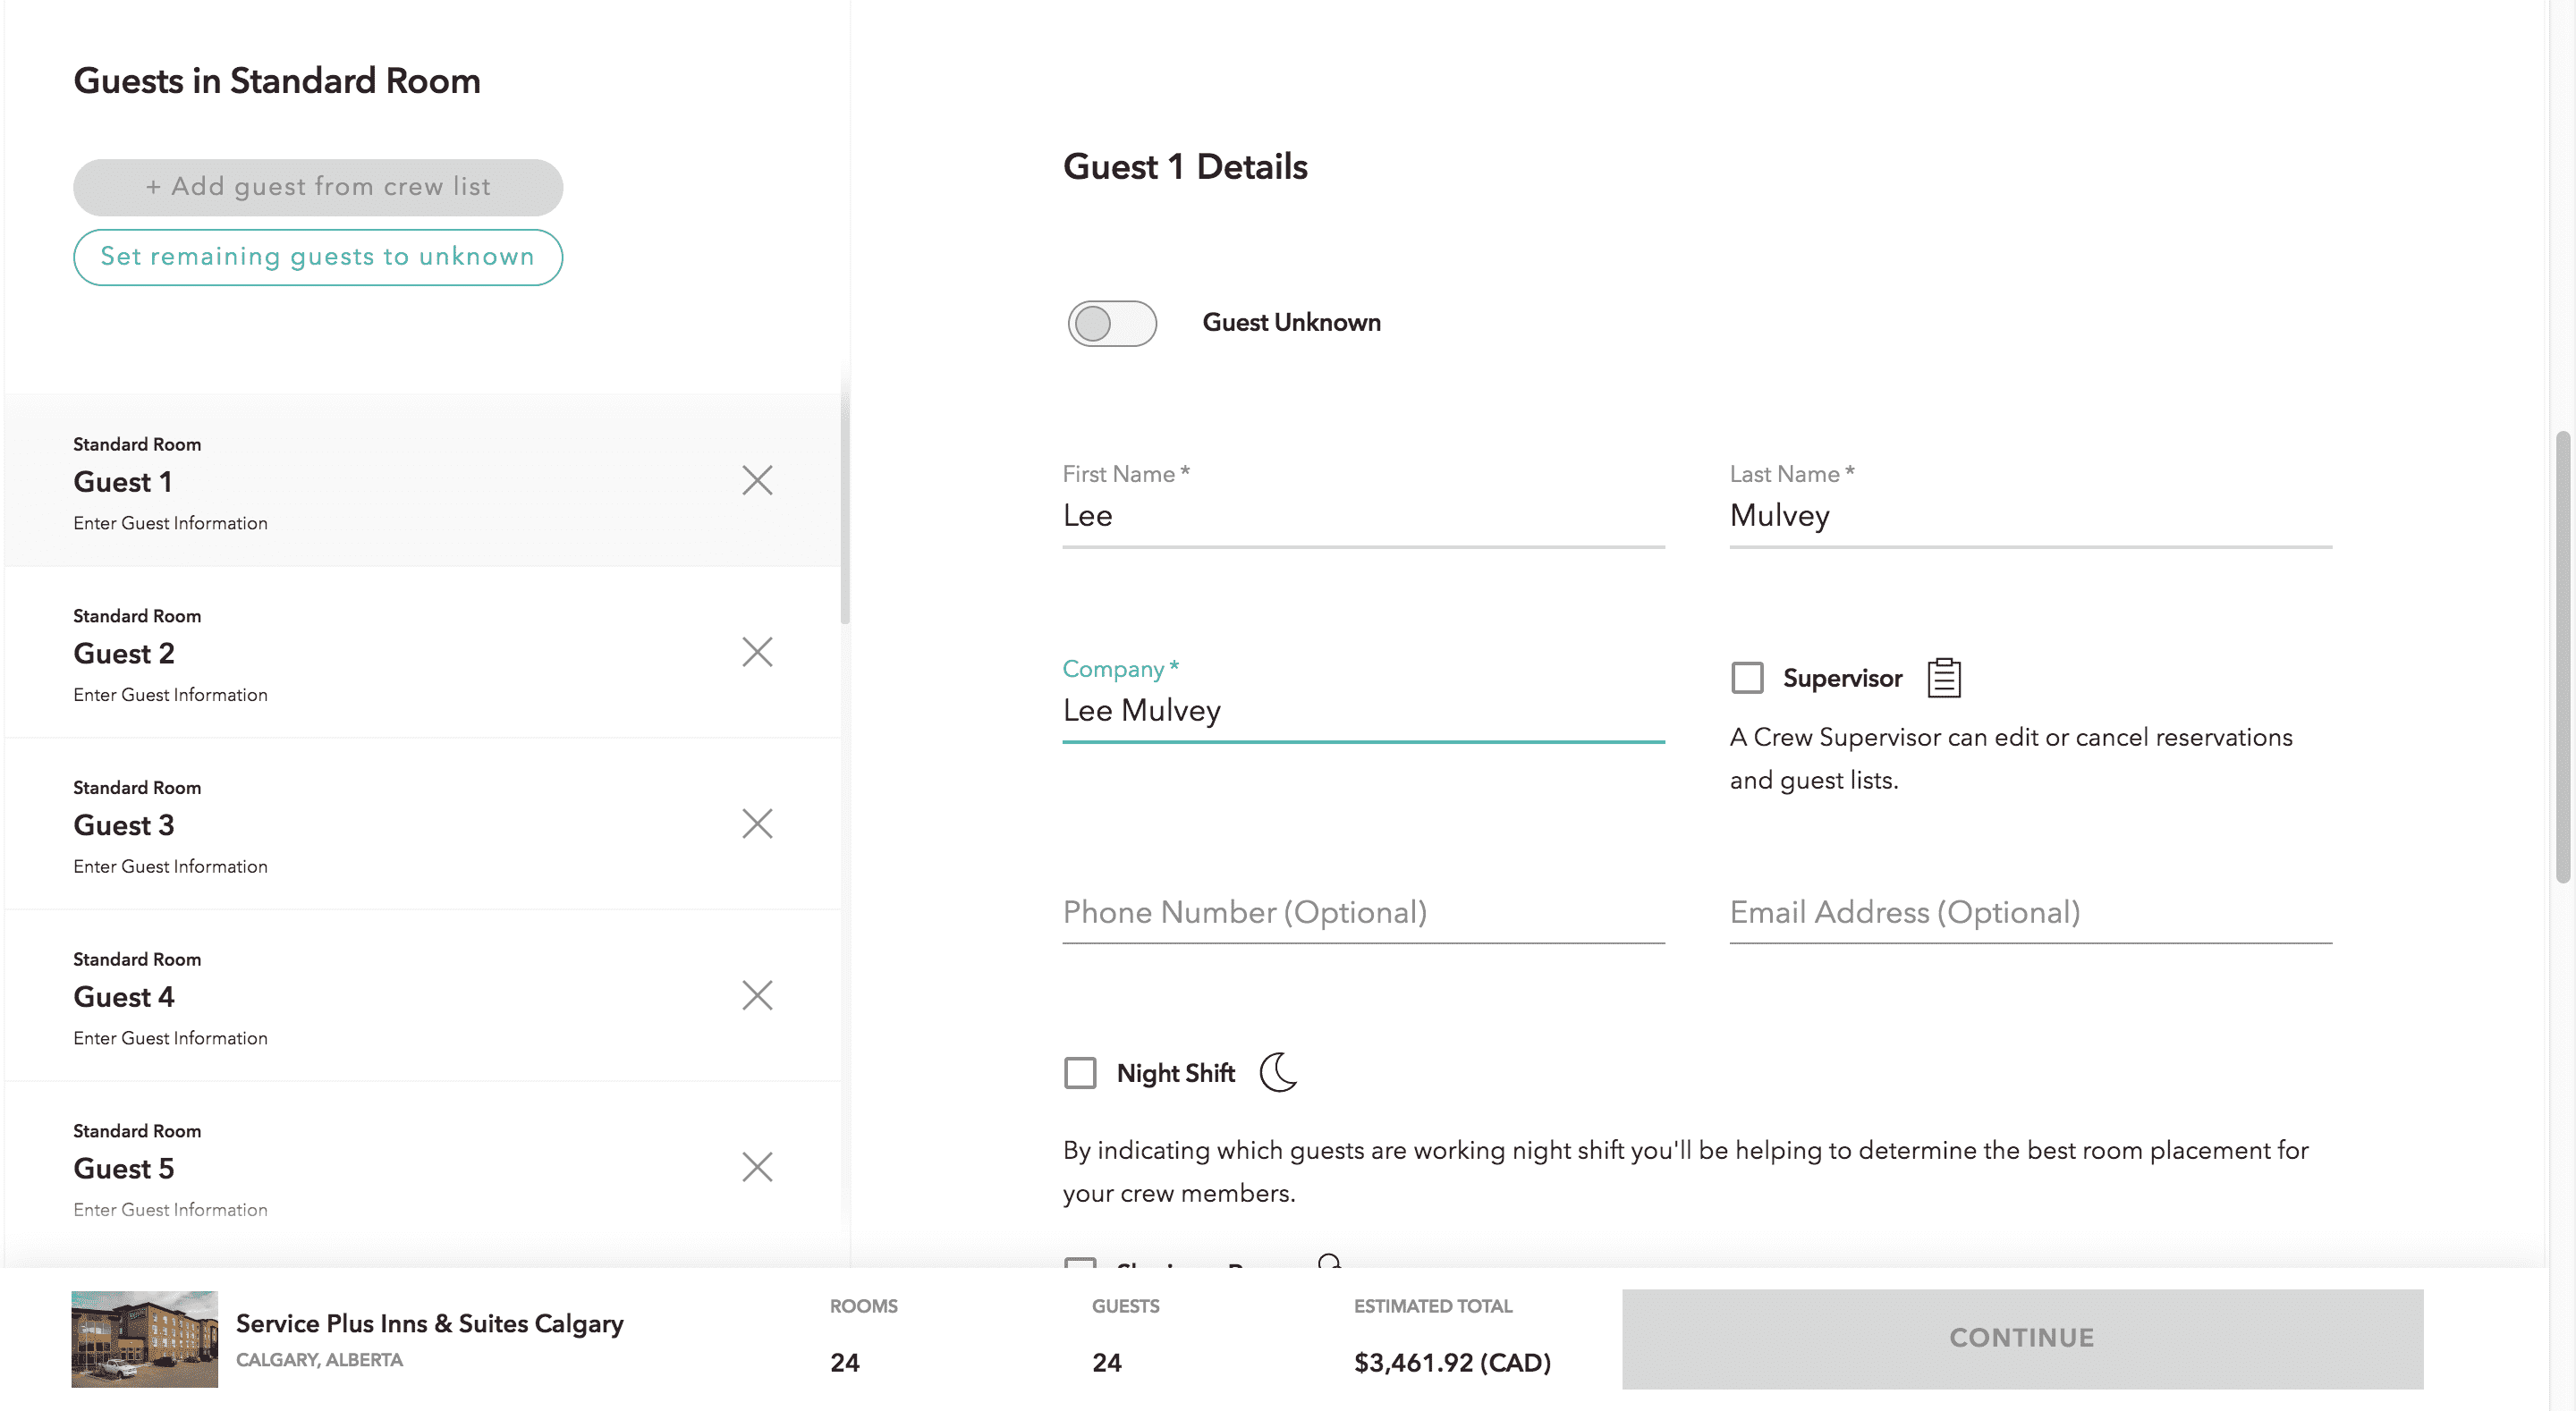 Guests in Standard Room
+ Add guest from crew list
Set remaining guests to unknown
Standard Room
Guest 1
Enter Guest Information
Standard Room
Guest 2
Enter Guest Information
Standard Room
Guest 3
Enter Guest Information
Standard Room
Guest 4
Enter Guest Information
Standard Room
Guest 5
Enter Guest Information
Guest 1 Details
Guest Unknown
First Name *
Lee
Last Name *
Mulvey
Company *
Lee Mulvey
Supervisor
A Crew Supervisor can edit or cancel reservations
and guest lists.
Phone Number (Optional)
Email Address (Optional)
Night Shift
By indicating which guests are working night shift you'll be helping to determine the best room placement for
your crew members.
Service Plus Inns & Suites Calgary
CALGARY, ALBERTA
ROOMS
24
GUESTS
24
ESTIMATED TOTAL
$3,461.92 (CAD)
CONTINUE